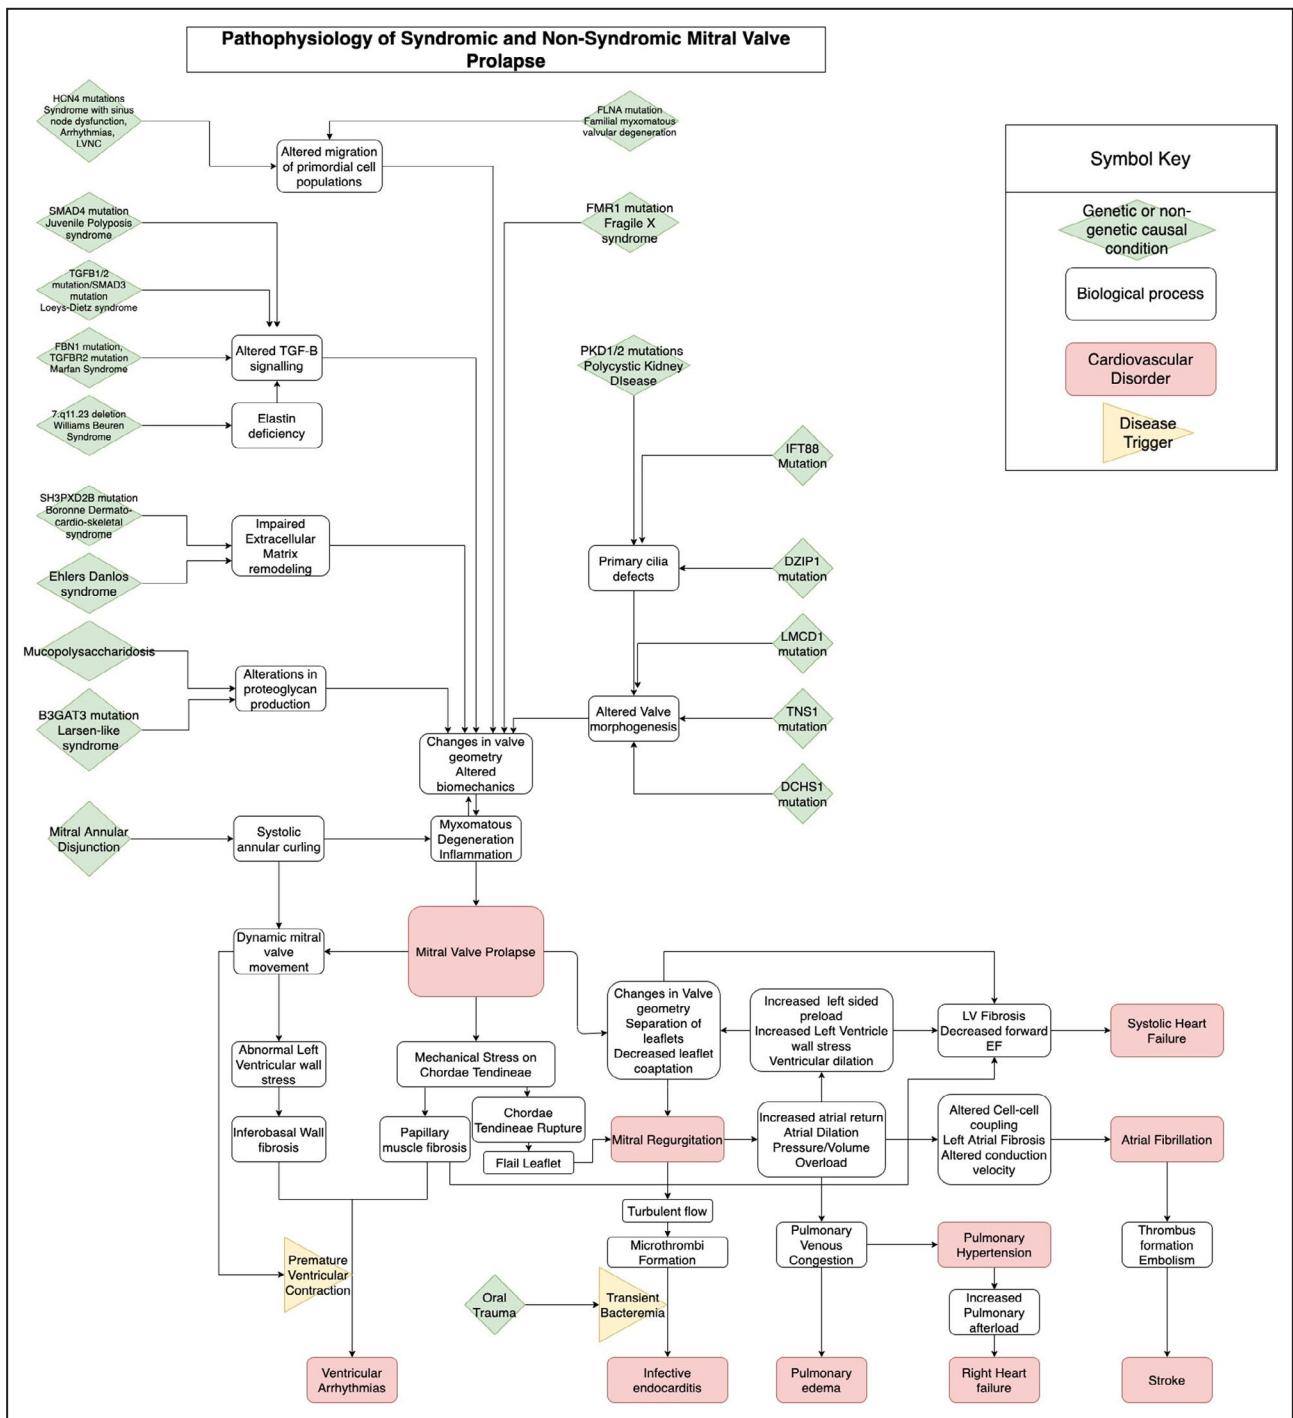 Pathophysiology of Syndromic and Non-Syndromic Mitral Valve
Prolapse
HCN4 mutations
Syndrome with sinus
node dysfunction,
Arrhythmias,
LVNC
FLNA mutation
Familial myxomatous
valvular degeneration
Altered migration
of primordial cell
populations
Symbol Key
Genetic or non-
genetic causal
condition
Biological process
Cardiovascular
Disorder
Disease
Trigger
SMAD4 mutation
Juvenile Polyposis
syndrome
FMR1 mutation
Fragile X
syndrome
TGFB1/2
mutation/SMAD3
mutation
Loeys-Dietz syndrome
FBN1 mutation,
TGFBR2 mutation
Marfan Syndrome
Altered TGF-B
signalling
PKD1/2 mutations
Polycystic Kidney
DIsease
7:q11.23 deletion
Williams Beuren
Syndrome
Elastin
deficiency
IFT88
Mutation
SH3PXD2B mutation
Boronne Dermato-
cardio-skeletal
syndrome
Impaired
Extracellular
Matrix
remodeling
Ehlers Danlos
syndrome
Primary cilia
defects
DZIP1
mutation
LMCD1
mutation
Mucopolysaccharidosis
Alterations in
proteoglycan
production
B3GAT3 mutation
Larsen-like
syndrome
Altered Valve
morphogenesis
TNS1
mutation
Changes in valve
geometry
Altered
biomechanics
DCHS1
mutation
Mitral Annular
Disjunction
Systolic
annular curling
Myxomatous
Degeneration
Inflammation
Dynamic mitral
valve
movement
Mitral Valve Prolapse
Changes in Valve
geometry
Separation of
leaflets
Decreased leaflet
coaptation
Increased left sided
preload
Increased Left Ventricle
wall stress
Ventricular dilation
LV Fibrosis
Decreased forward
EF
Systolic Heart
Failure
Abnormal Left
Ventricular wall
stress
Mechanical Stress on
Chordae Tendineae
Inferobasal Wall
fibrosis
Papillary
muscle fibrosis
Chordae
Tendineae Rupture
Flail Leaflet
Mitral Regurgitation
Increased atrial return
Atrial Dilation
Pressure/Volume
Overload
Altered Cell-cell
coupling
Left Atrial Fibrosis
Altered conduction
velocity
Atrial Fibrillation
Turbulent flow
Microthrombi
Formation
Pulmonary
Venous
Congestion
Pulmonary
Hypertension
Thrombus
formation
Embolism
Premature
Ventricular
Contraction
Oral
Trauma
Transient
Bacteremia
Increased
Pulmonary
afterload
Ventricular
Arrhythmias
Infective
endocarditis
Pulmonary
edema
Right Heart
failure
Stroke